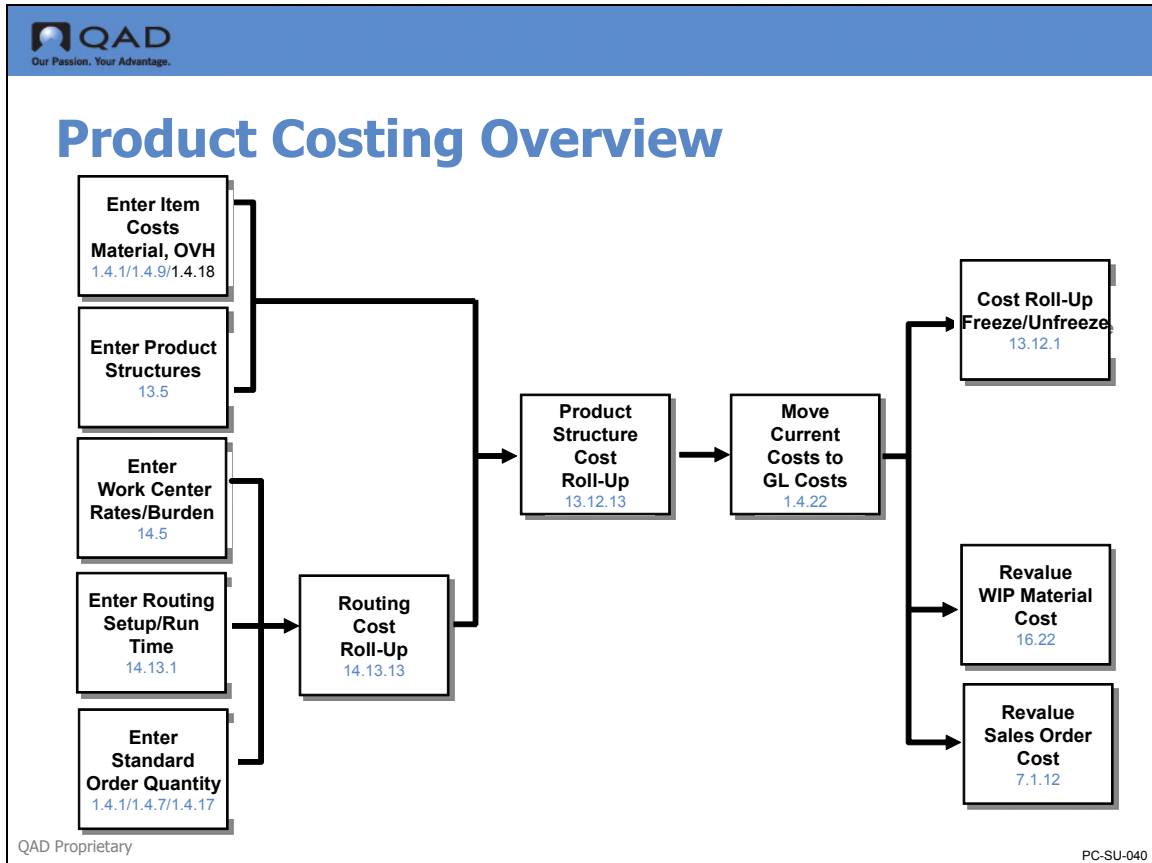 QAD
Our Passion. Your Advantage.
Product Costing Overview
Enter Item
Costs
Material, OVH
1.4.1/1.4.9/1.4.18
Enter Product
Structures
13.5
Enter
Work Center
Rates/Burden
14.5
Enter Routing
Setup/Run
Time
14.13.1
Enter
Standard
Order Quantity
1.4.1/1.4.7/1.4.17
Routing
Cost
Roll-Up
14.13.13
Product
Structure
Cost
Roll-Up
13.12.13
Move
Current
Costs to
GL Costs
1.4.22
Cost Roll-Up
Freeze/Unfreeze
13.12.1
Revalue
WIP Material
Cost
16.22
Revalue
Sales Order
Cost
7.1.12
QAD Proprietary
PC-SU-040